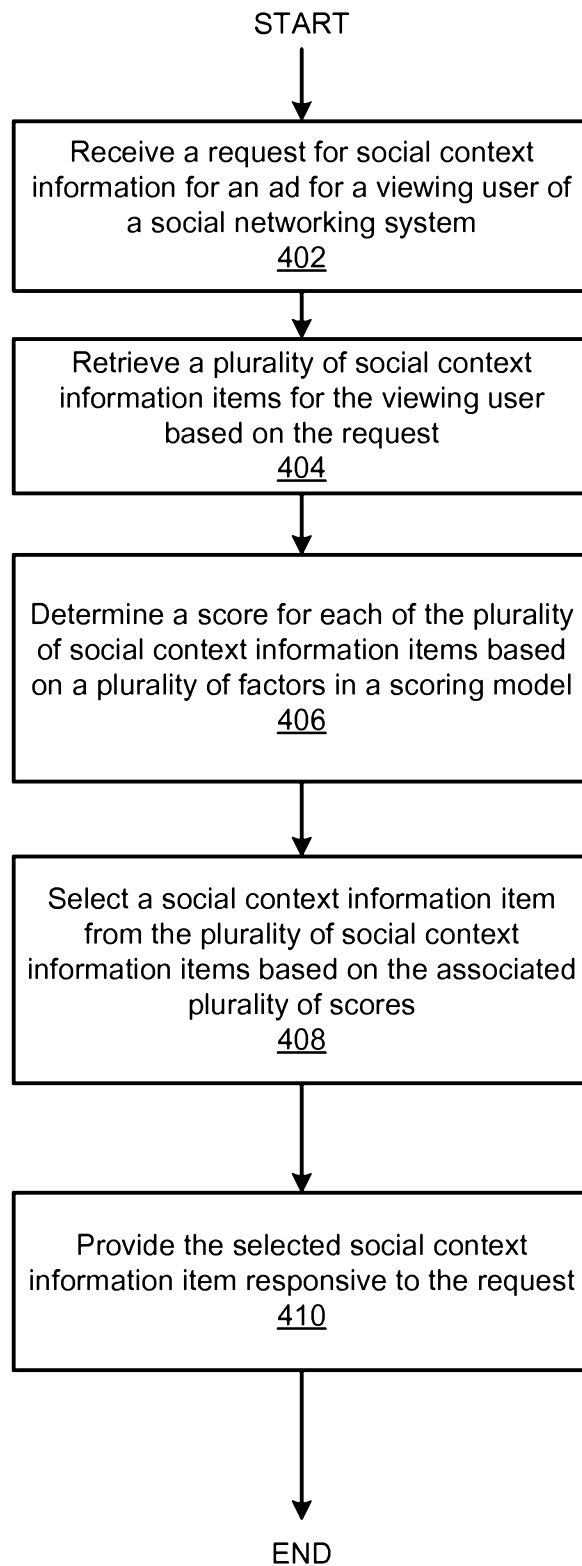 START
Receive a request for social context
information for an ad for a viewing user of
a social networking system
402
Retrieve a plurality of social context
information items for the viewing user
based on the request
404
Determine a score for each of the plurality
of social context information items based
on a plurality of factors in a scoring model
406
Select a social context information item
from the plurality of social context
information items based on the associated
plurality of scores
408
Provide the selected social context
information item responsive to the request
410
END